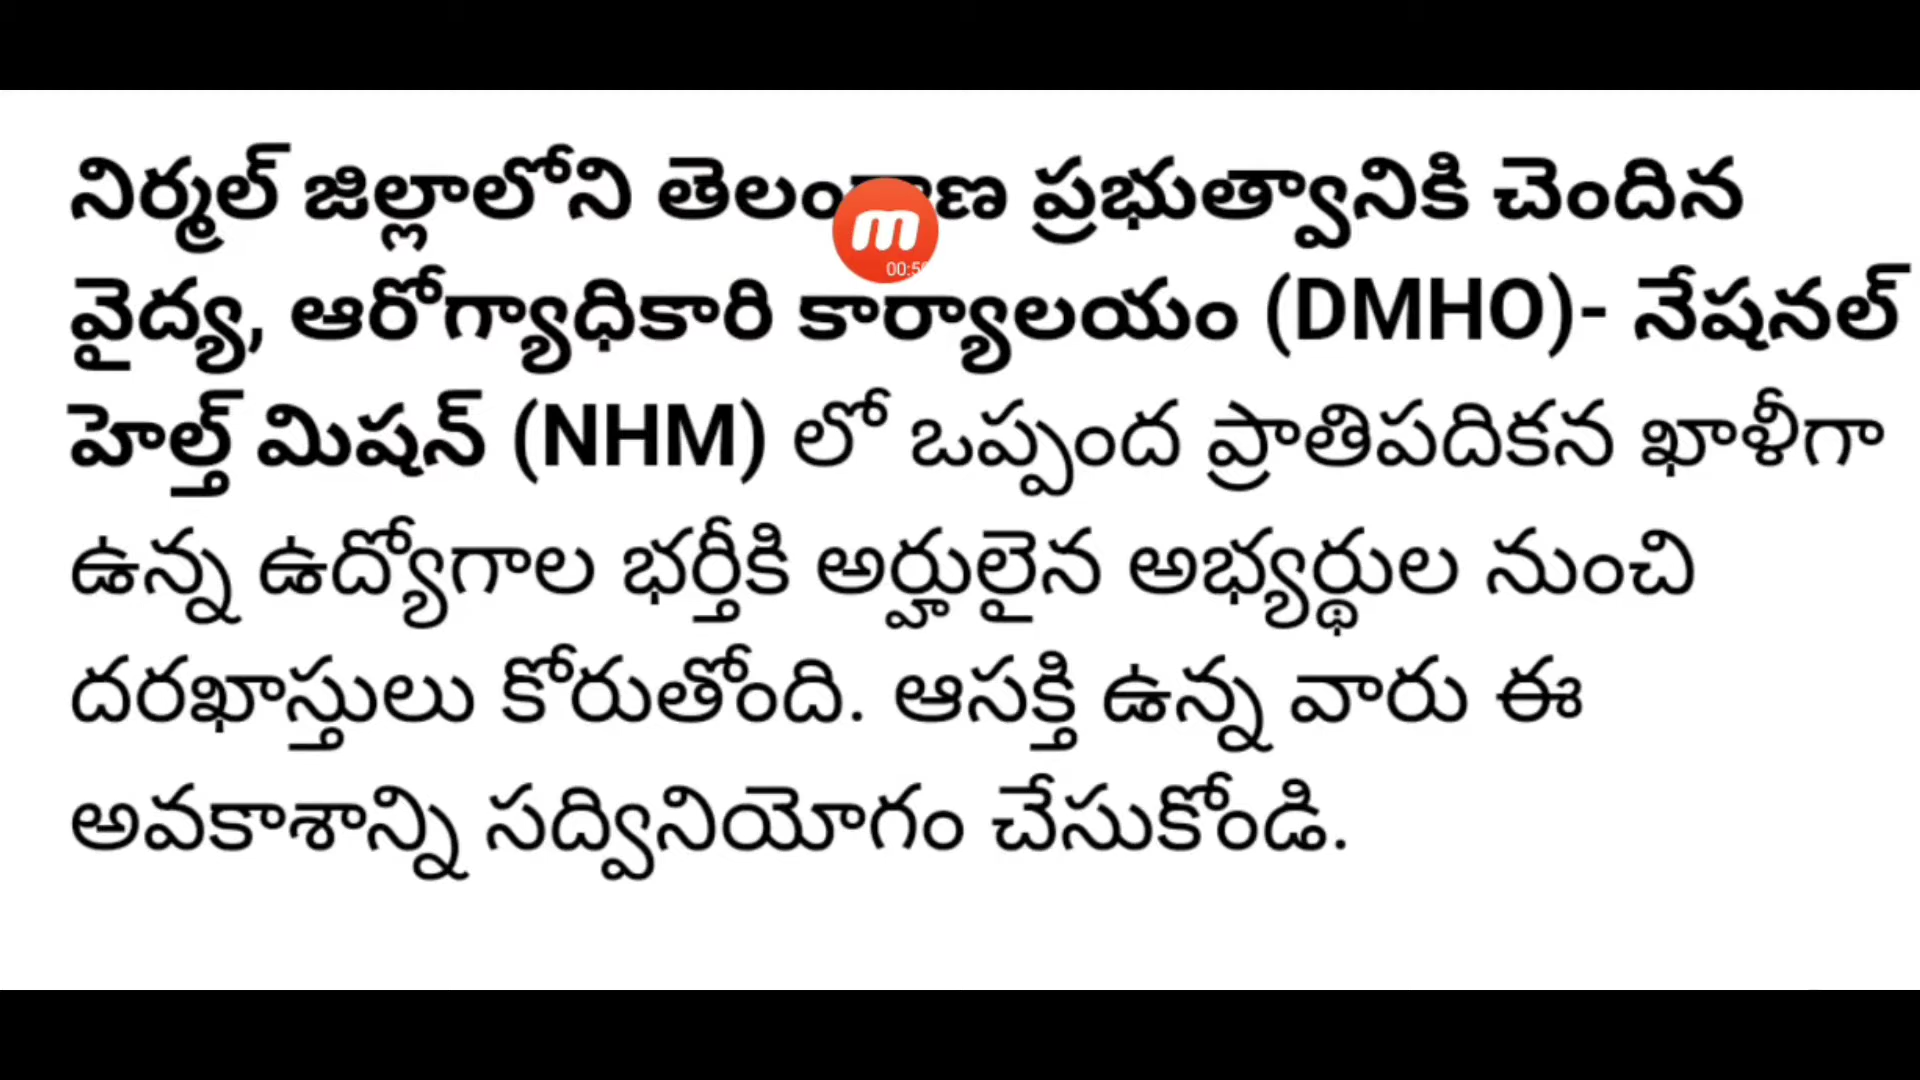 నిర్మల్ జిల్లాలోని ప్రభుత్వానికి చెందిన
వైద్య, ఆరోగ్యాధికారి కార్యాలయం (DMHO)- నేషనల్
హెల్త్ మిషన్ (NHM) లో ఒప్పంద ప్రాతిపదికన ఖాళీగా
ఉన్న ఉద్యోగాల భర్తీకి అర్హులైన అభ్యర్థుల నుంచి
దరఖాస్తులు కోరుతోంది. ఆసక్తి ఉన్న వారు ఈ
అవకాశాన్ని సద్వినియోగం చేసుకోండి.